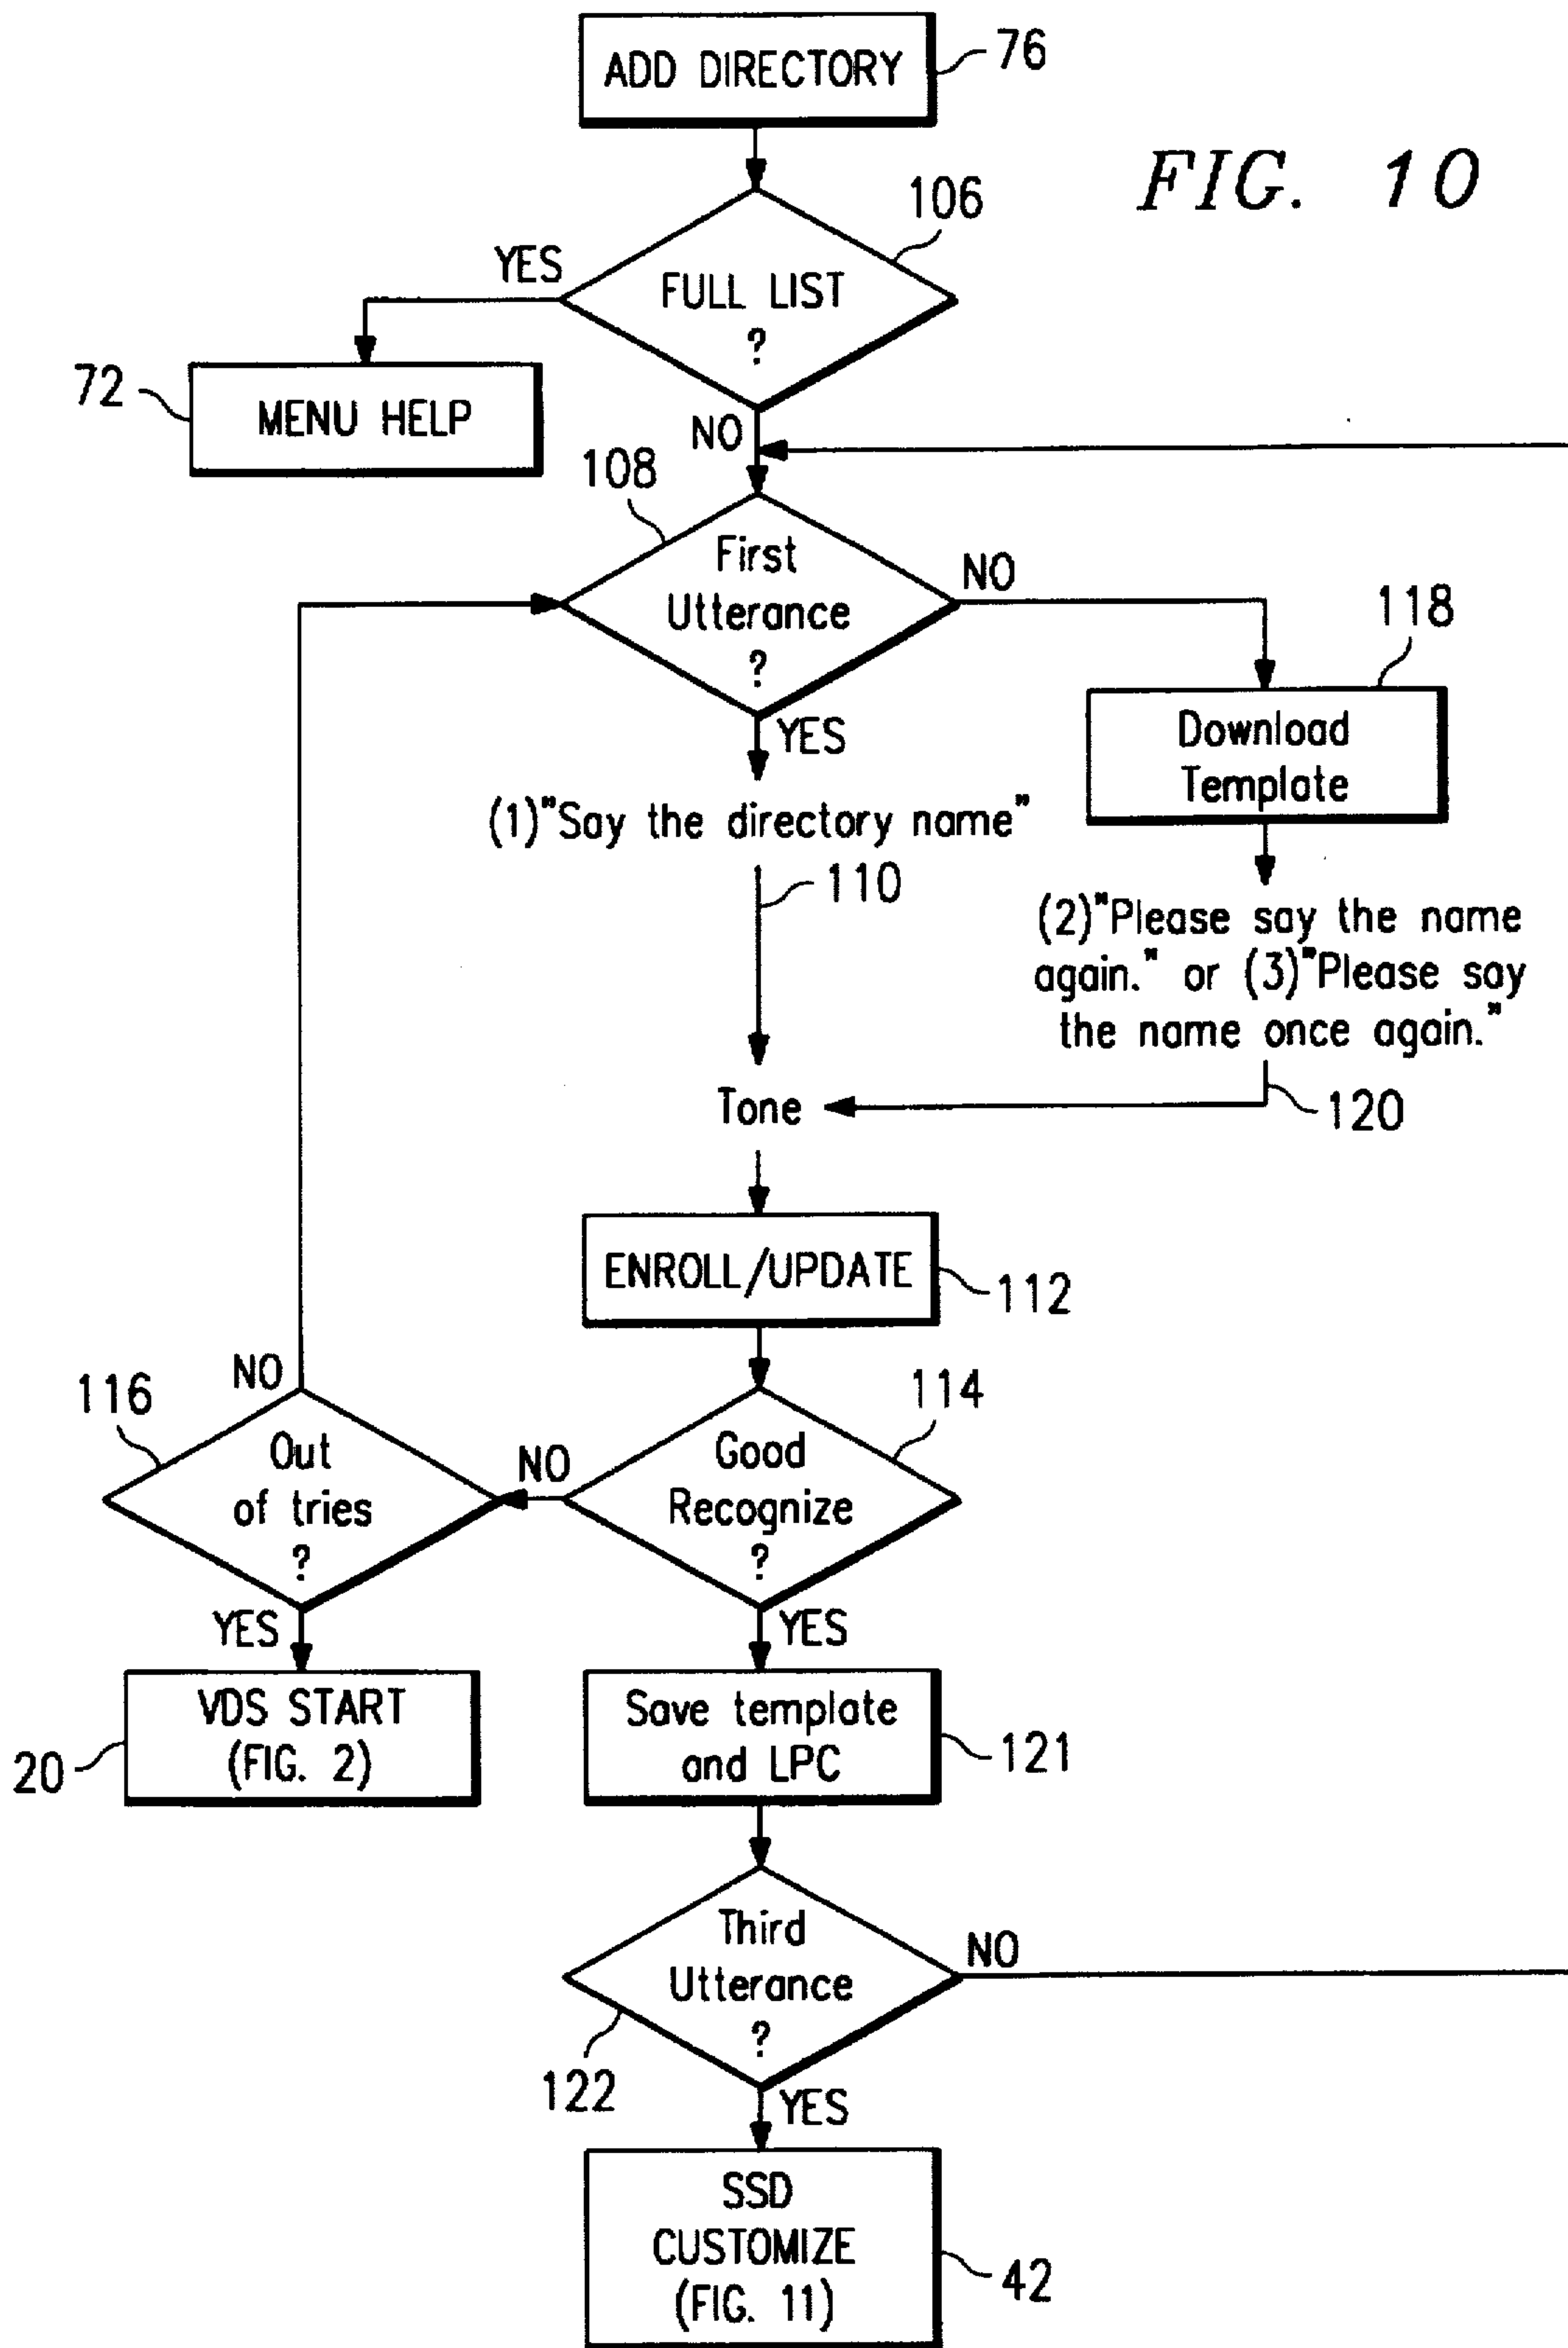 ADD DIRECTORY
76
FIG. 10
106
YES
FULL LIST
?
72
MENU HELP
NO
108
First
Utterance
?
NO
118
YES
Download
Template
(1)"Say the directory name"
110
(2)"Please say the name
again." or (3)"Please say
the name once again."
Tone
120
ENROLL/UPDATE
112
NO
116
114
Out
of tries
?
NO
Good
Recognize
?
YES
YES
VDS START
(FIG. 2)
20
Save template
and LPC
121
Third
Utterance
?
NO
122
YES
SSD
CUSTOMIZE
(FIG. 11)
42